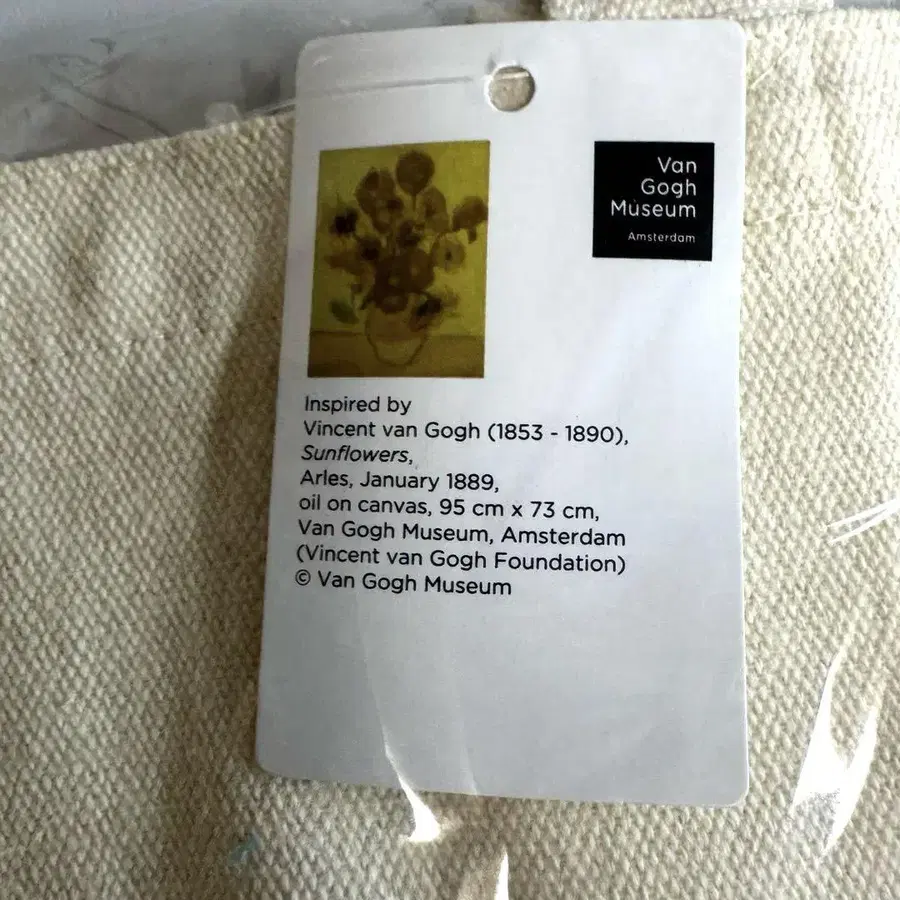 Van
Gogh
Museum
Amsterdam
Inspired by
Vincent van Gogh (1853 - 1890),
Sunflowers,
Arles, January 1889,
oil on canvas, 95 cm x 73 cm,
Van Gogh Museum, Amsterdam
(Vincent van Gogh Foundation)
© Van Gogh Museum